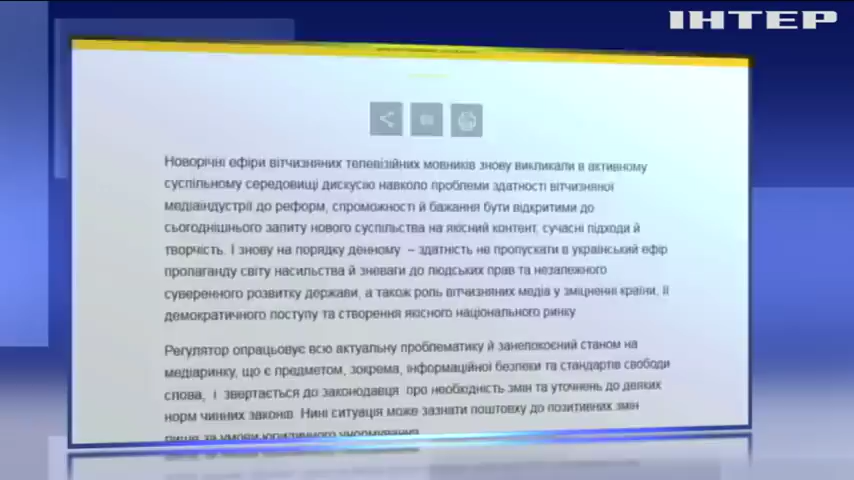 ІНТЕР
Новорічні ефіри вітчизняних телевізійних мовників знову викликали в активному
суспільному середовищі дискусію навколо проблеми здатності вітчизняної
медіаіндустрії до реформ, спроможності й бажання бути відкритими до
сьогоднішнього запиту нового суспільства на якісний контент, сучасні підходи й
творчість. І знову на порядку денному – здатність не пропускати в український ефір
пропаганду світу насильства й зневаги до людських прав та незалежного
суверенного розвитку держави, а також роль вітчизняних медіа у зміцненні країни, її
демократичного поступу та створення якісного національного ринку
Регулятор опрацьовує всю актуальну проблематику й занепокоєний станом на
медіаринку, що є предметом, зокрема, інформаційної безпеки та стандартів свободи
слова, і звертається до законодавця про необхідність змін та уточнень до деяких
норм чинних законів. Нині ситуація може зазнати поштовху до позитивних змін
лише за умови юридичного унормування